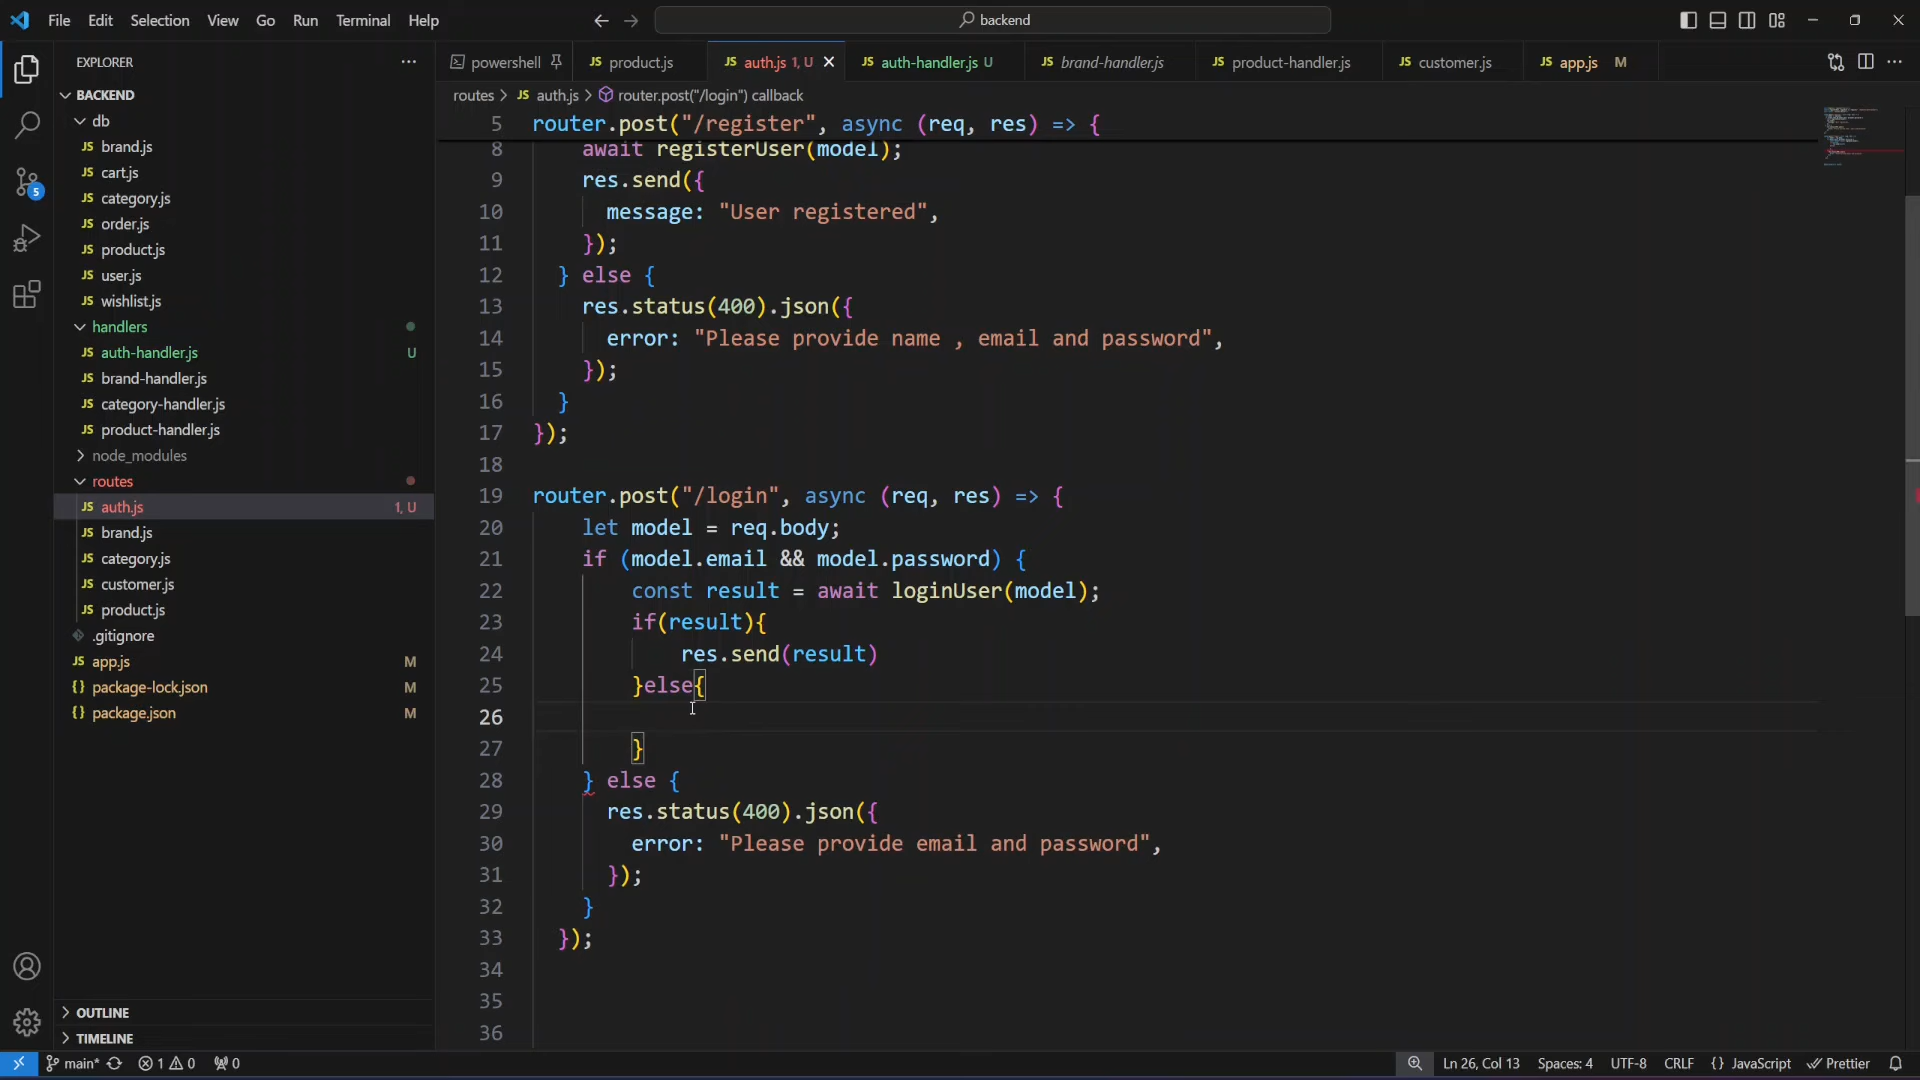 File Edit Selection View Go Run Terminal Help
backend
EXPLORER
BACKEND
db
brand.js
cart.js
category.js
order.js
product.js
user.js
wishlist.js
handlers
auth-handler.js U
brand-handler.js
category-handler.js
product-handler.js
node_modules
routes
auth.js 1, U
brand.js
category.js
customer.js
product.js
.gitignore
app.js M
package-lock.json M
package.json M
OUTLINE
TIMELINE
5
powershell
JS product.js
JS auth.js 1, U
JS auth-handler.js U
JS brand-handler.js
JS product-handler.js
JS customer.js
JS app.js M
routes > JS auth.js > router.post("/login") callback
5 router.post("/register", async (req, res) => {
8 await registerUser(model);
9 res.send({
10 message: "User registered",
11 });
12 } else {
13 res.status(400).json({
14 error: "Please provide name , email and password",
15 });
16 }
17 });
18
19 router.post("/login", async (req, res) => {
20 let model = req.body;
21 if (model.email && model.password) {
22 const result = await loginUser(model);
23 if(result){
24 res.send(result)
25 }else{
26
27 }
28 } else {
29 res.status(400).json({
30 error: "Please provide email and password",
31 });
32 }
33 });
34
35
36
main* 1 0 0
Ln 26, Col 13 Spaces: 4 UTF-8 CRLF {} JavaScript Prettier